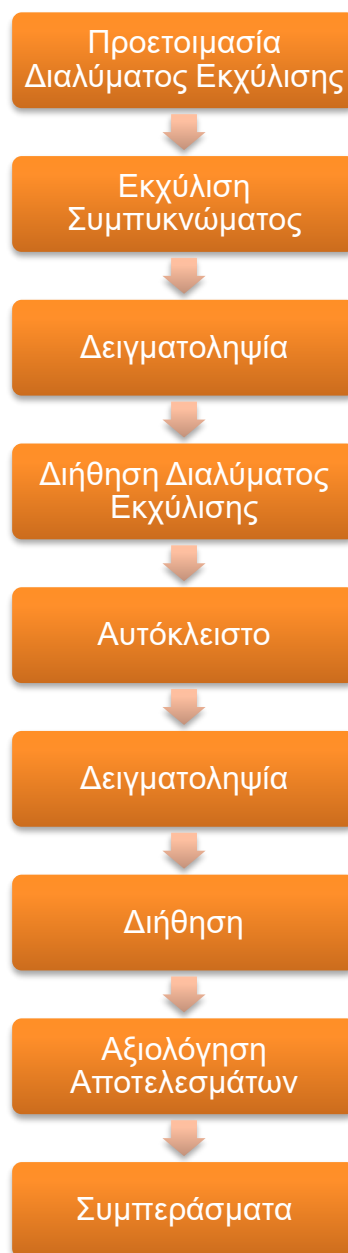 Προετοιμασία
Διαλύματος Εκχύλισης
Εκχύλιση
Συμπυκνώματος
Δειγματοληψία
Διήθηση Διαλύματος
Εκχύλισης
Αυτόκλειστο
Δειγματοληψία
Διήθηση
Αξιολόγηση
Αποτελεσμάτων
Συμπεράσματα